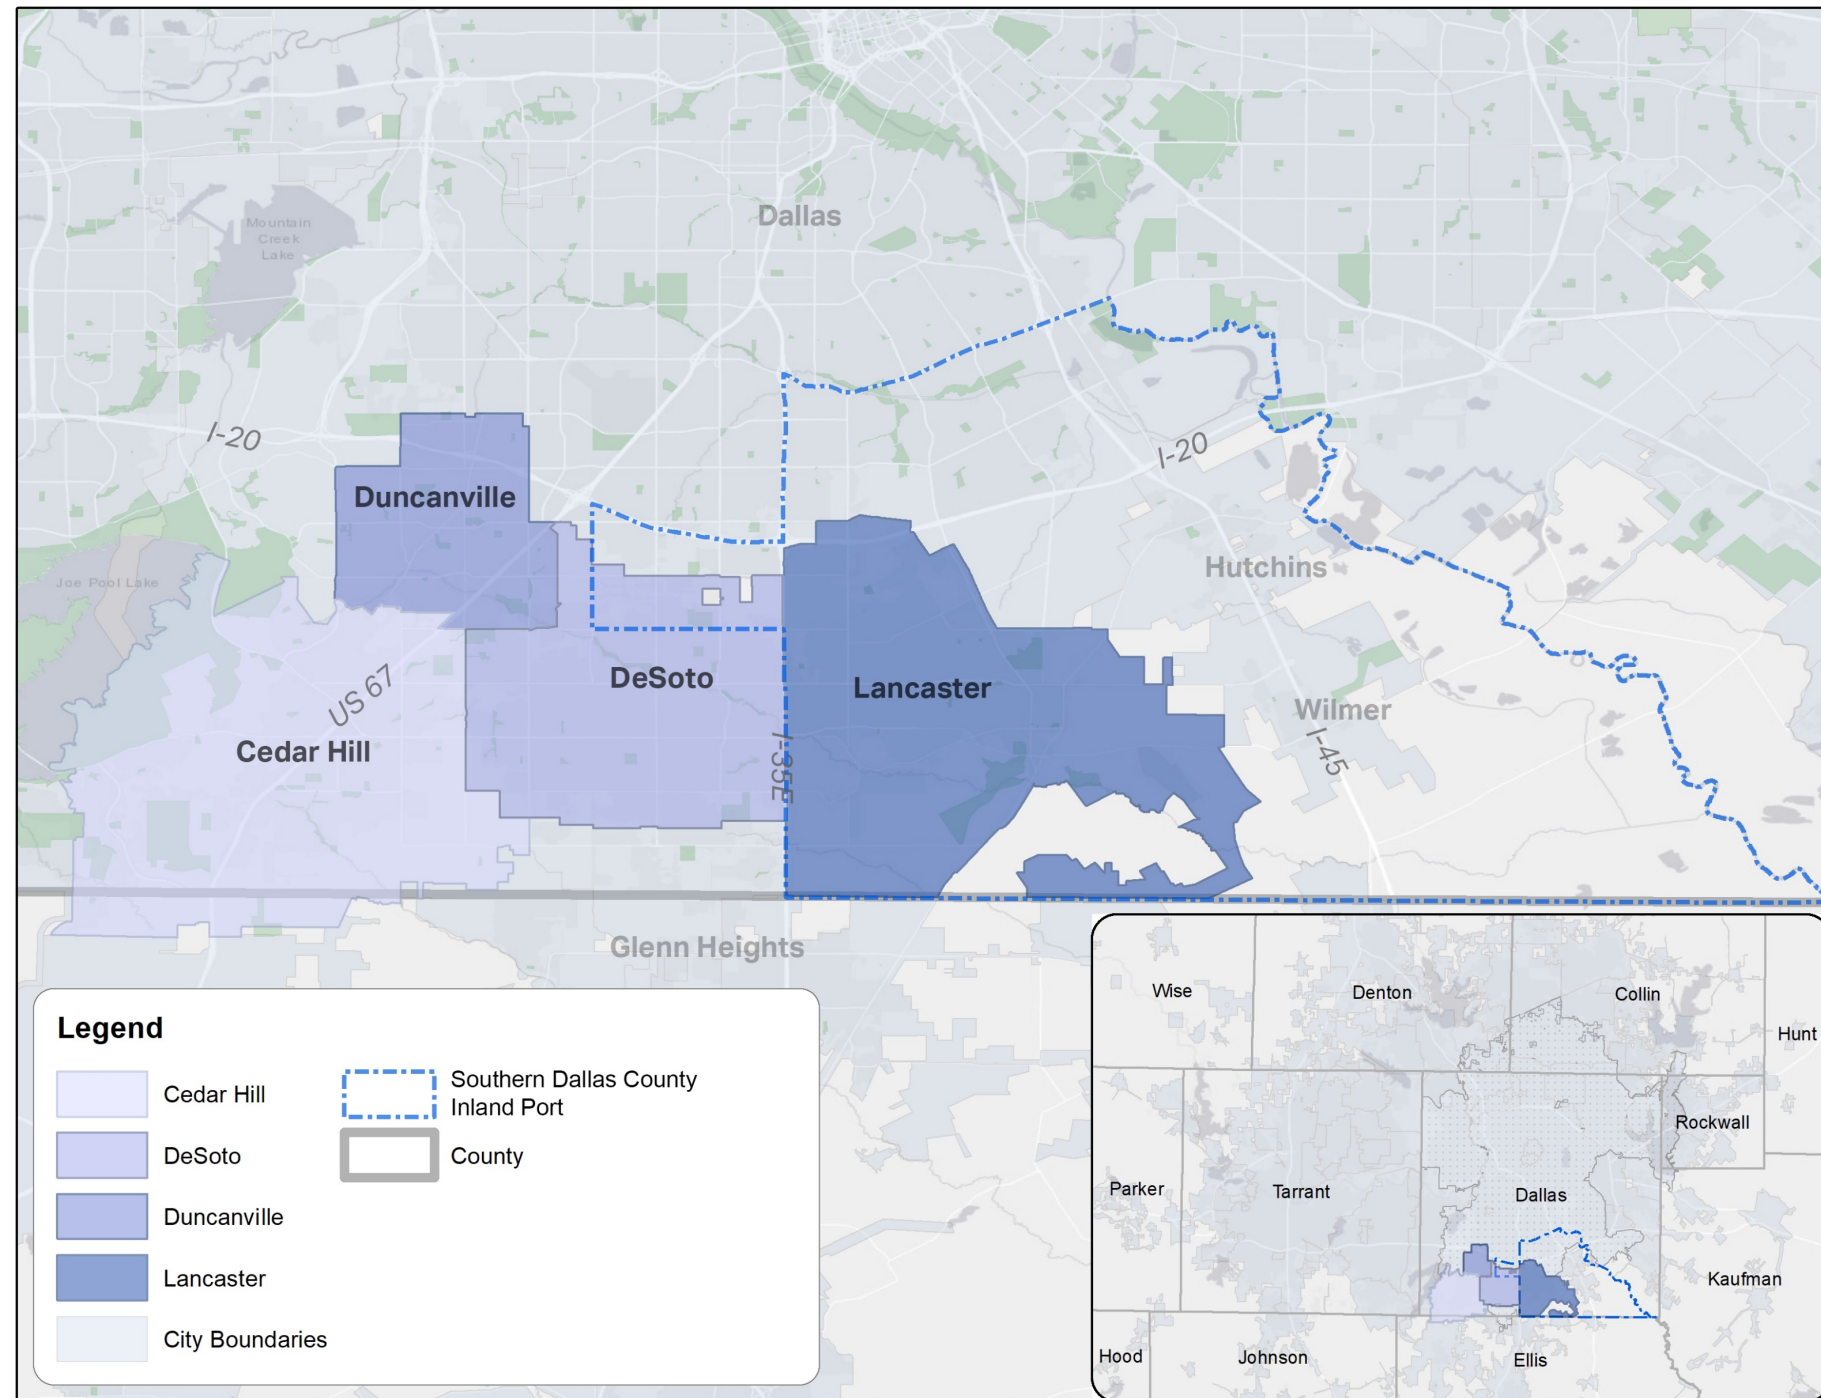 Dallas
Mountain
Creek
Lake
I-20
I-20
Duncanville
Hutchins
Joe Pool Lake
DeSoto
Lancaster
US 67
Wilmer
Cedar Hill
I-35E
I-45
Glenn Heights
Legend
Cedar Hill
DeSoto
Duncanville
Lancaster
City Boundaries
Southern Dallas County
Inland Port
County
Wise
Denton
Collin
Hunt
Rockwall
Parker
Tarrant
Dallas
Kaufman
Hood
Johnson
Ellis